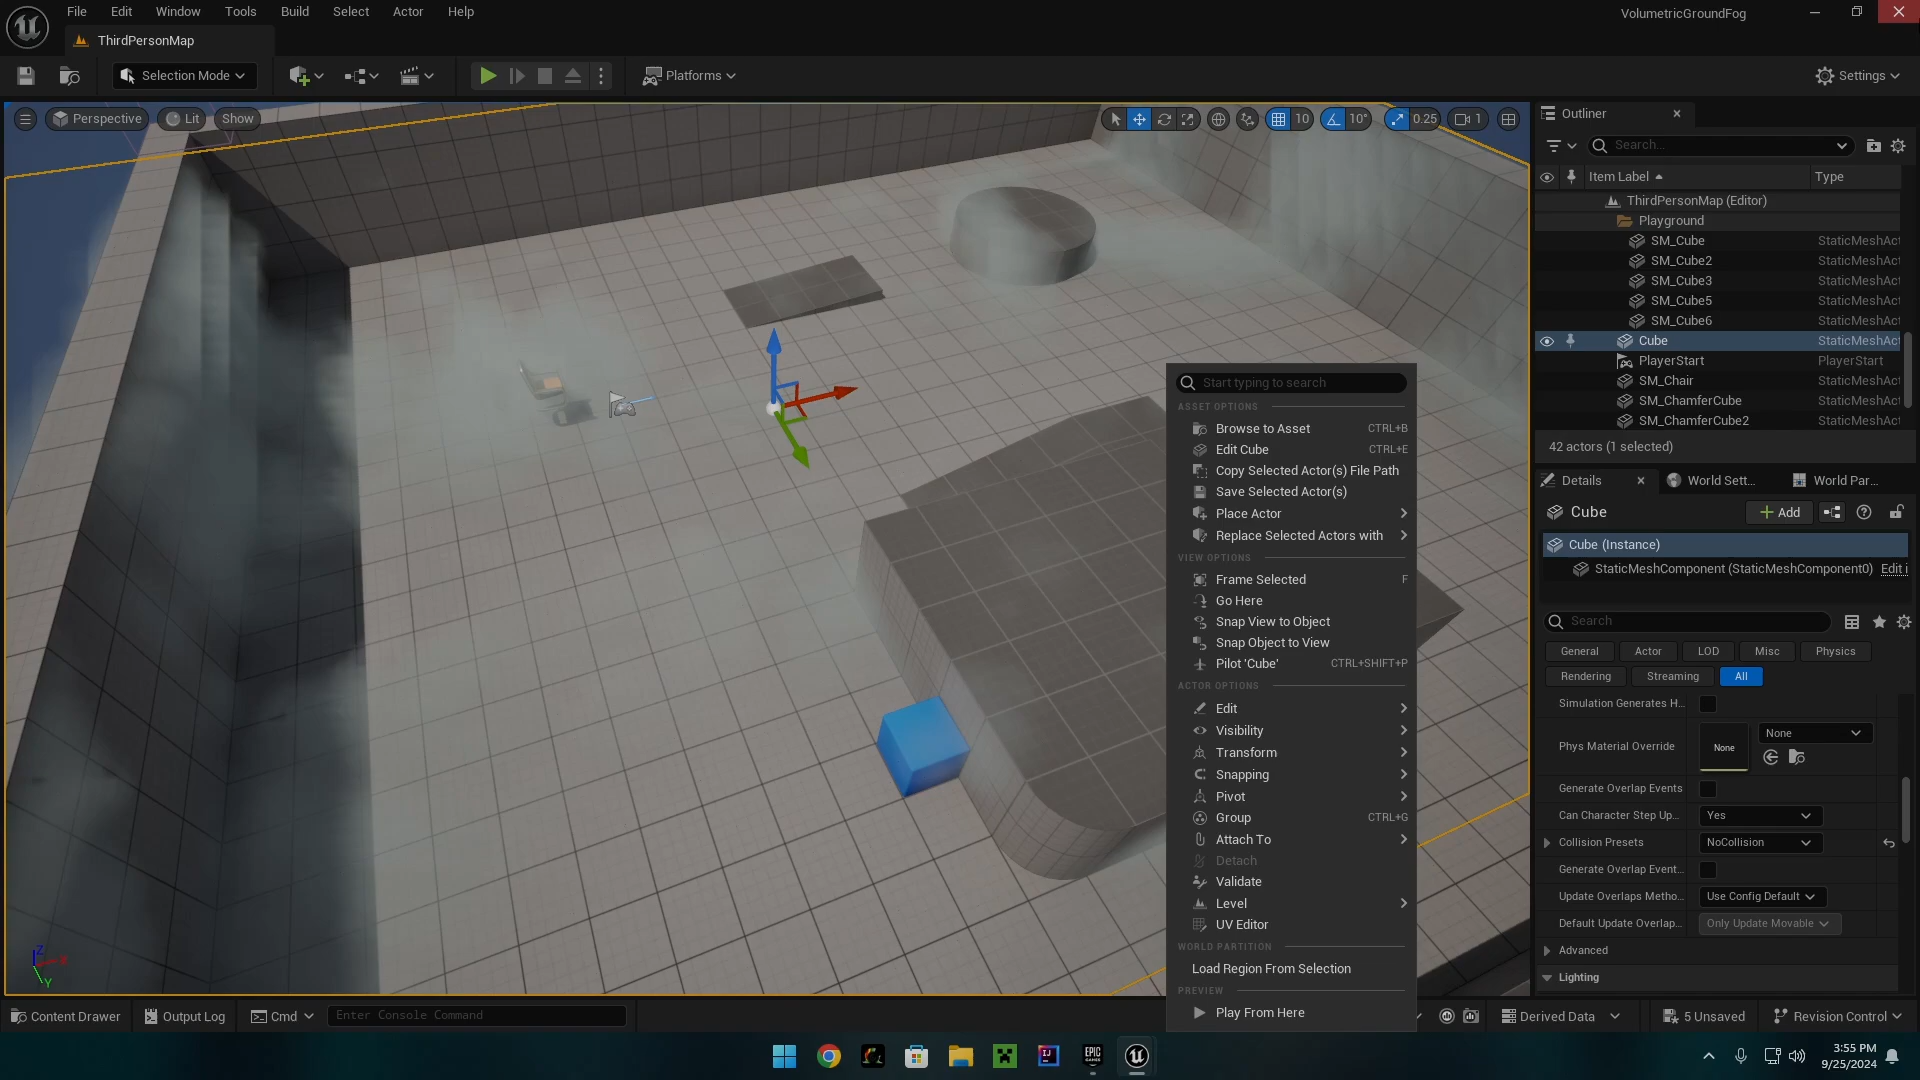 File Edit Window Tools Build Select Actor Help
VolumetricGroundFog
ThirdPersonMap
Selection Mode
Platforms
Settings
Perspective
Lit
Show
10
10°
0.25
1
Outliner
Search...
Item Label
Type
ThirdPersonMap (Editor)
Playground
SM_Cube StaticMeshAct
SM_Cube2 StaticMeshAct
SM_Cube3 StaticMeshAct
SM_Cube5 StaticMeshAct
SM_Cube6 StaticMeshAct
Cube StaticMeshAct
PlayerStart PlayerStart
SM_Chair StaticMeshAct
SM_ChamferCube StaticMeshAct
SM_ChamferCube2 StaticMeshAct
42 actors (1 selected)
Details
World Sett...
World Par...
Cube
Add
Cube (Instance)
StaticMeshComponent (StaticMeshComponent0) Edit i
Search
General Actor LOD Misc Physics
Rendering Streaming All
Simulation Generates H...
Phys Material Override
None
None
Generate Overlap Events
Can Character Step Up...
Yes
Collision Presets
NoCollision
Generate Overlap Event...
Update Overlaps Metho...
Use Config Default
Default Update Overlap...
Only Update Movable
Advanced
Lighting
Start typing to search
ASSET OPTIONS
Browse to Asset CTRL+B
Edit Cube CTRL+E
Copy Selected Actor(s) File Path
Save Selected Actor(s)
Place Actor
Replace Selected Actors with
VIEW OPTIONS
Frame Selected F
Go Here
Snap View to Object
Snap Object to View
Pilot 'Cube' CTRL+SHIFT+P
ACTOR OPTIONS
Edit
Visibility
Transform
Snapping
Pivot
Group CTRL+G
Attach To
Detach
Validate
Level
UV Editor
WORLD PARTITION
Load Region From Selection
PREVIEW
Play From Here
Z
X
Y
Content Drawer
Output Log
Cmd
Enter Console Command
Derived Data
5 Unsaved
Revision Control
IJ
EPIC
GAMES
3:55 PM
9/25/2024